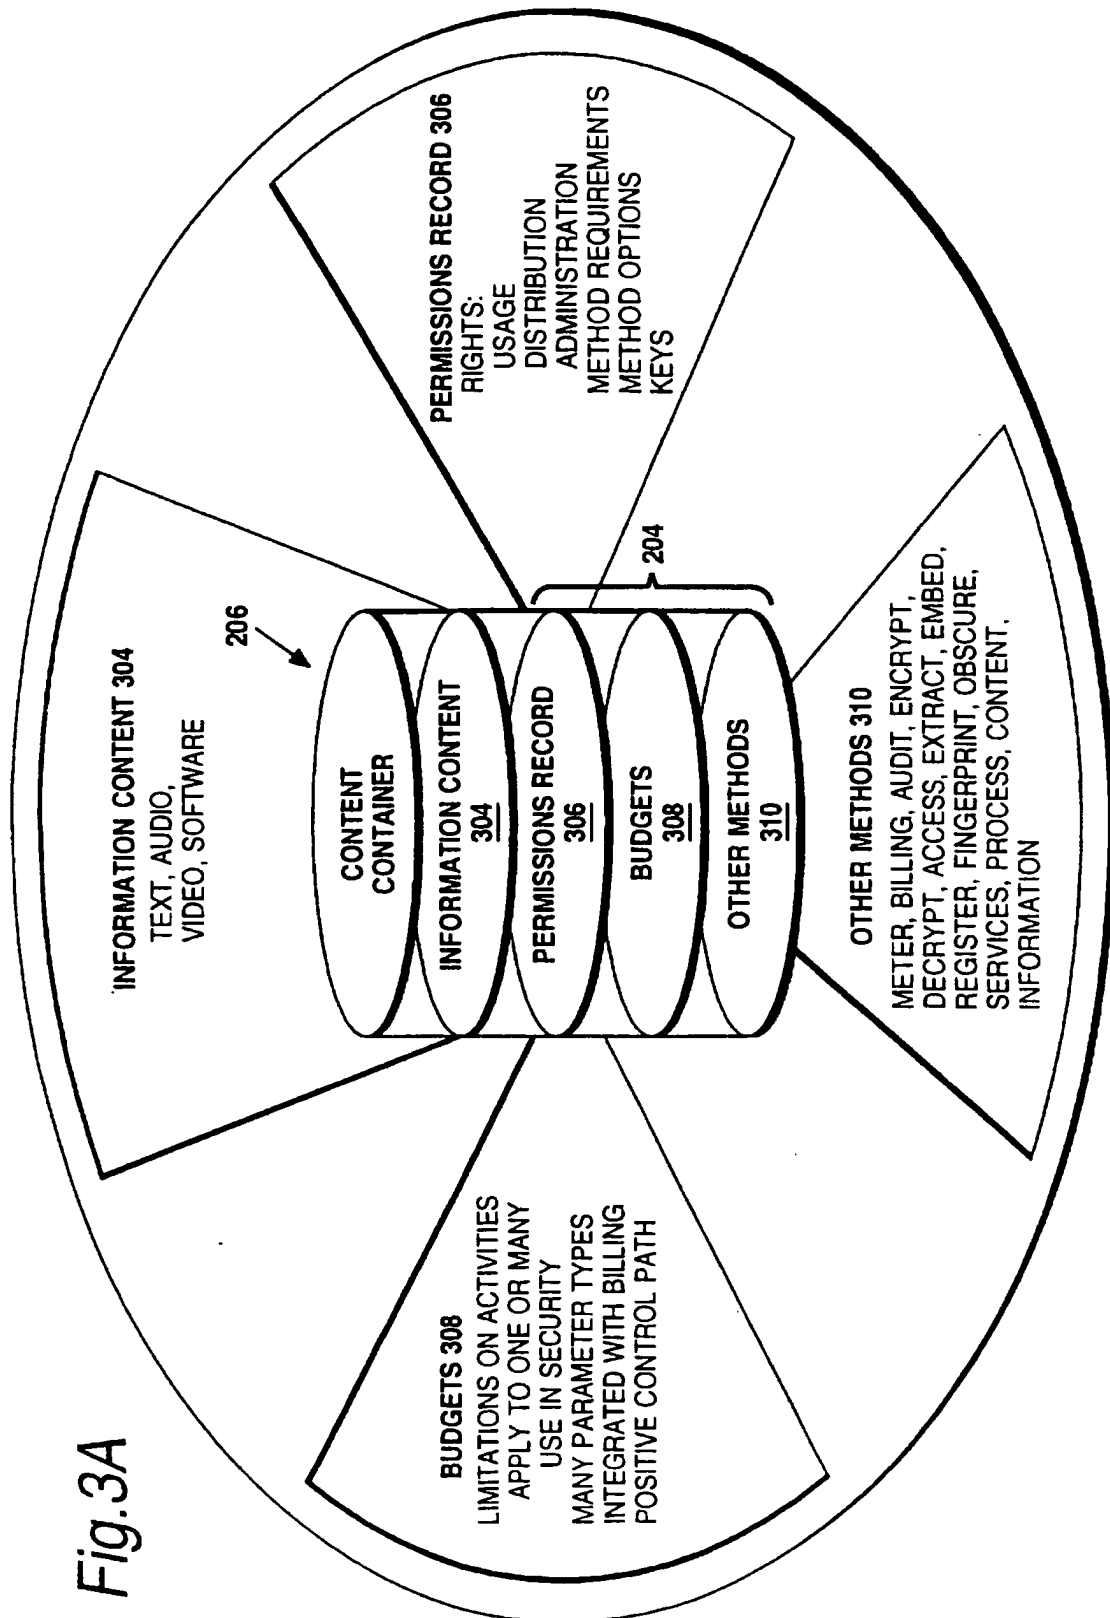 Fig.3A
INFORMATION CONTENT 304
TEXT, AUDIO,
VIDEO, SOFTWARE
206
CONTENT
CONTAINER
INFORMATION CONTENT
304
PERMISSIONS RECORD
306
BUDGETS
308
OTHER METHODS
310
204
BUDGETS 308
LIMITATIONS ON ACTIVITIES
APPLY TO ONE OR MANY
USE IN SECURITY
MANY PARAMETER TYPES
INTEGRATED WITH BILLING
POSITIVE CONTROL PATH
PERMISSIONS RECORD 306
RIGHTS:
USAGE
DISTRIBUTION
ADMINISTRATION
METHOD REQUIREMENTS
METHOD OPTIONS
KEYS
OTHER METHODS 310
METER, BILLING, AUDIT, ENCRYPT,
DECRYPT, ACCESS, EXTRACT, EMBED,
REGISTER, FINGERPRINT, OBSCURE,
SERVICES, PROCESS, CONTENT,
INFORMATION